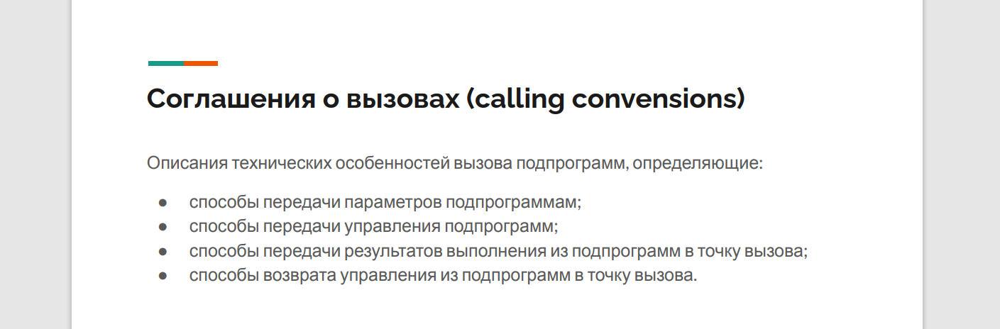 Соглашения о вызовах (calling convensions)
Описания технических особенностей вызова подпрограмм, определяющие:
● способы передачи параметров подпрограммам;
● способы передачи управления подпрограмм;
● способы передачи результатов выполнения из подпрограмм в точку вызова;
● способы возврата управления из подпрограмм в точку вызова.